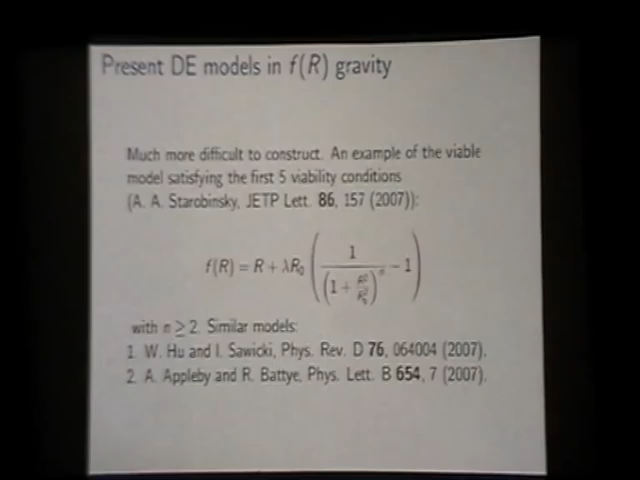 Present DE models in f(R) gravity
Much more difficult to construct. An example of the viable
model satisfying the first 5 viability conditions
(A. A. Starobinsky, JETP Lett. 86, 157 (2007)):
f(R) = R + λR₀ ( 1 / (1 + R²/R₀²)ⁿ − 1 )
with n ≥ 2. Similar models:
1. W. Hu and I. Sawicki, Phys. Rev. D 76, 064004 (2007).
2. A. Appleby and R. Battye, Phys. Lett. B 654, 7 (2007).